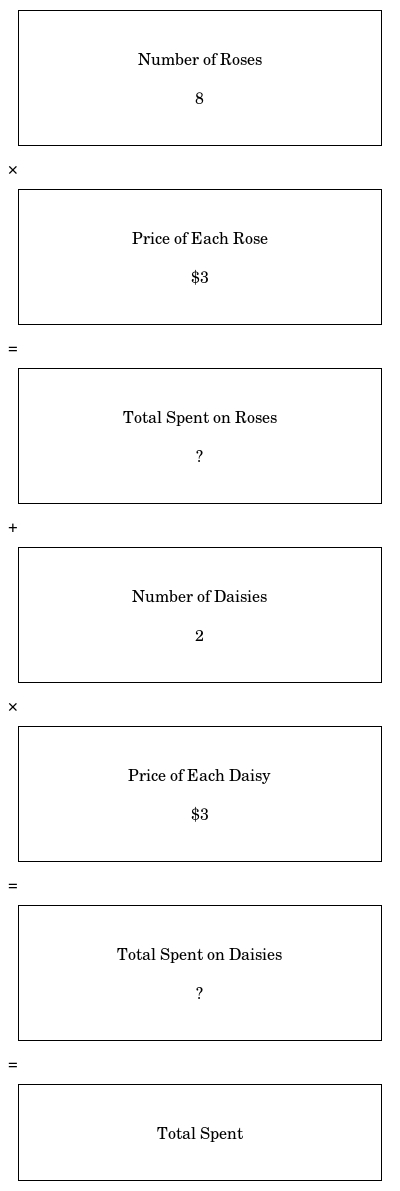 Number of Roses
8
×
Price of Each Rose
$3
=
Total Spent on Roses
?
+
Number of Daisies
2
×
Price of Each Daisy
$3
=
Total Spent on Daisies
?
=
Total Spent